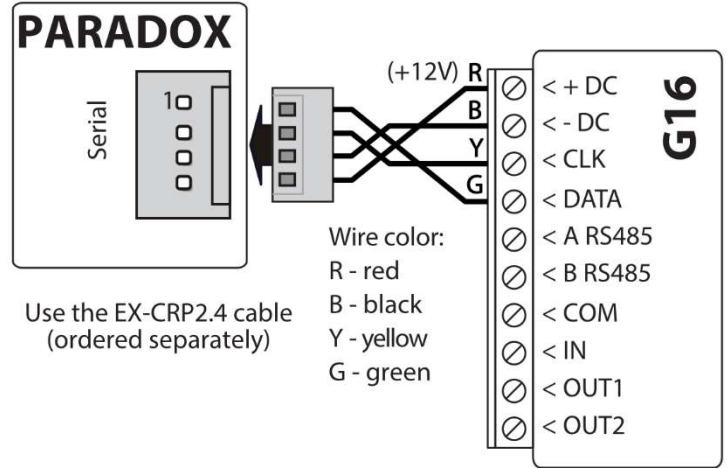 PARADOX
Serial
1
Use the EX-CRP2.4 cable
(ordered separately)
Wire color:
R - red
B - black
Y - yellow
G - green
(+12V) R
B
Y
G
< + DC
< - DC
< CLK
< DATA
< A RS485
< B RS485
< COM
< IN
< OUT1
< OUT2
G16